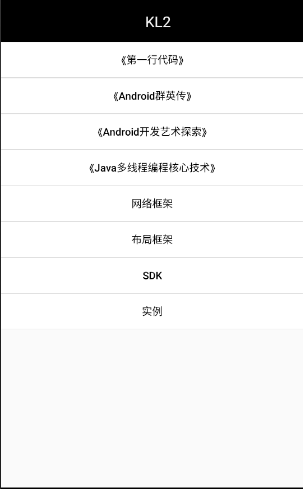 KL2
《第一行代码》
《Android群英传》
《Android开发艺术探索》
《Java多线程编程核心技术》
网络框架
布局框架
SDK
实例